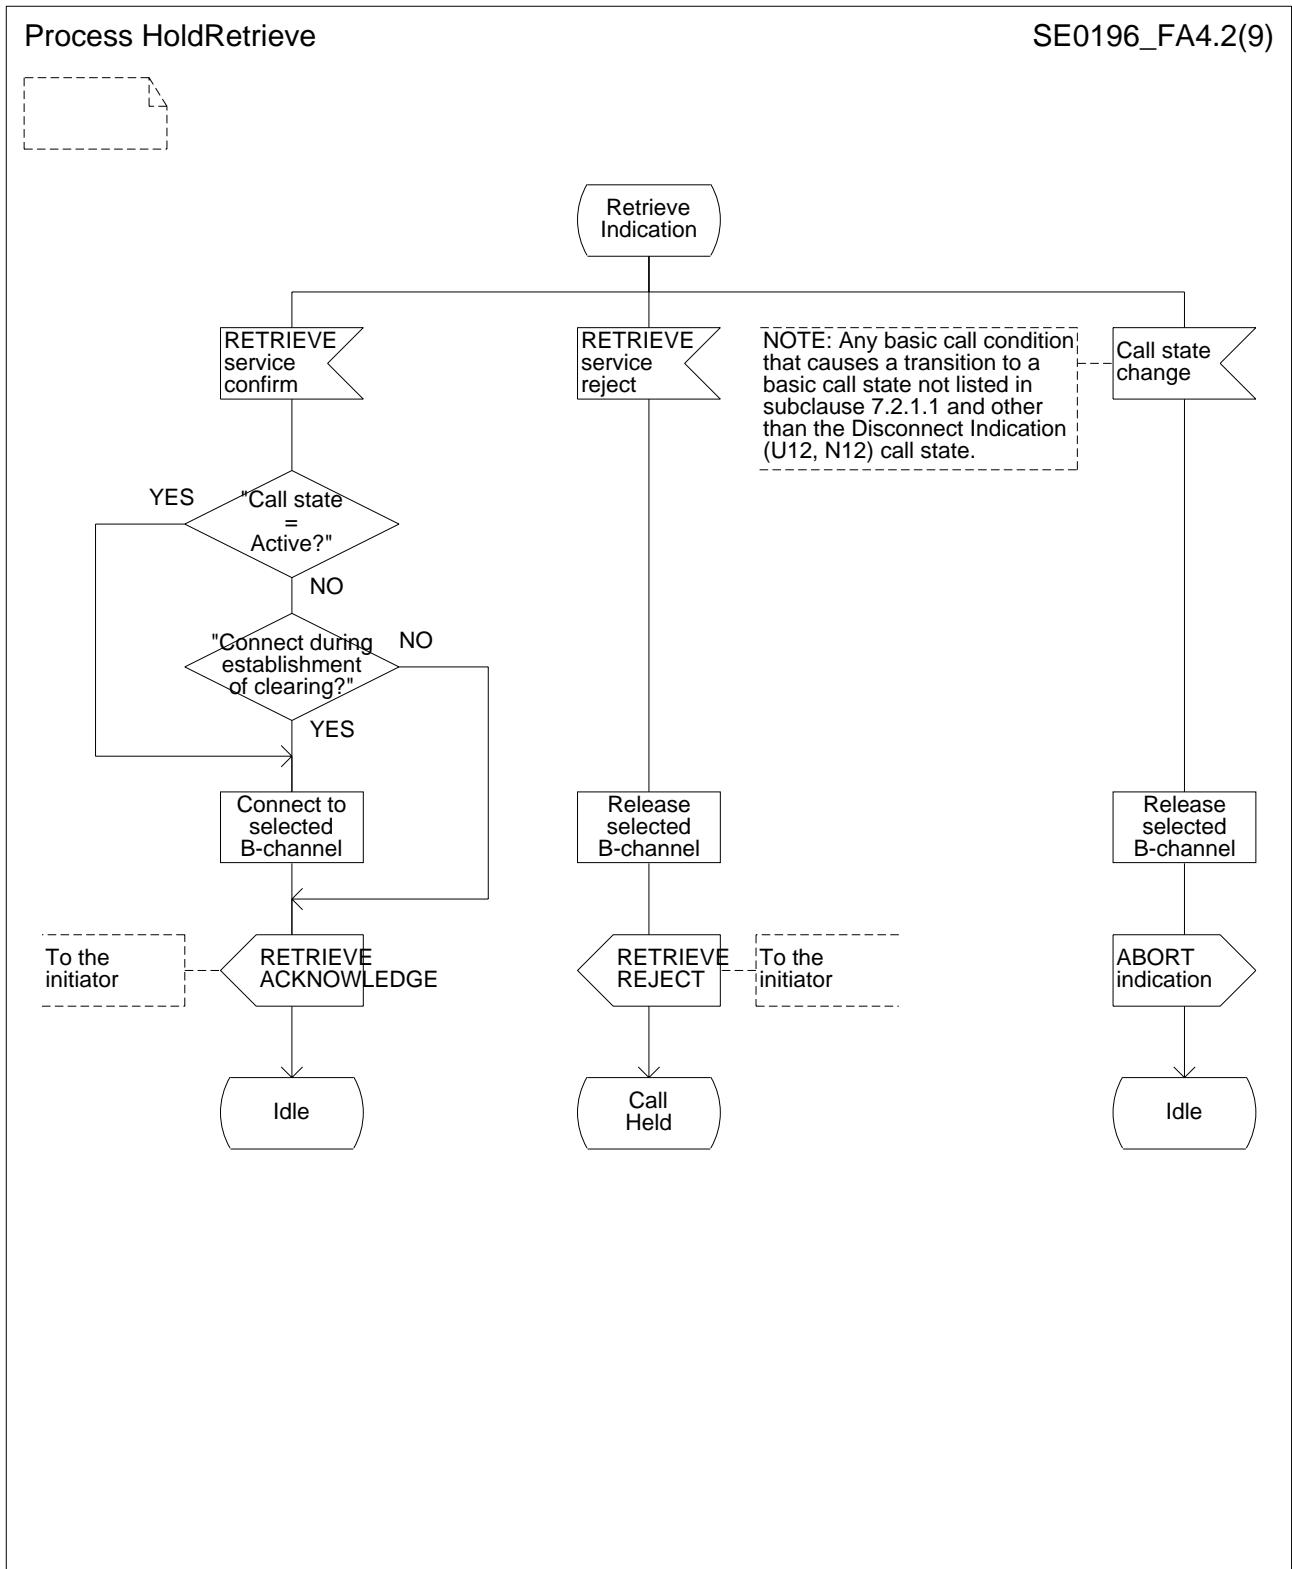 Process HoldRetrieve
SE0196_FA4.2(9)
Retrieve
Indication
RETRIEVE
service
confirm
RETRIEVE
service
reject
NOTE: Any basic call condition
that causes a transition to a
basic call state not listed in
subclause 7.2.1.1 and other
than the Disconnect Indication
(U12, N12) call state.
Call state
change
YES
"Call state
=
Active?"
NO
"Connect during
establishment
of clearing?"
NO
YES
Connect to
selected
B-channel
Release
selected
B-channel
Release
selected
B-channel
To the
initiator
RETRIEVE
ACKNOWLEDGE
RETRIEVE
REJECT
To the
initiator
ABORT
indication
Idle
Call
Held
Idle